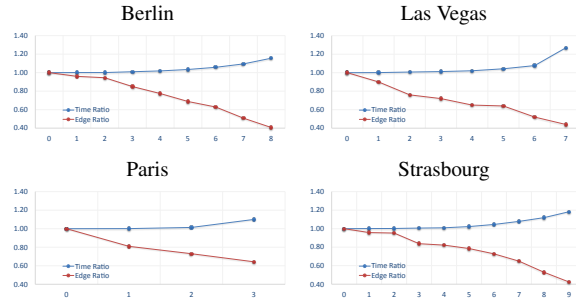 Berlin
1.40
1.20
1.00
0.80
0.60
0.40
Time Ratio
Edge Ratio
0 1 2 3 4 5 6 7 8
Las Vegas
1.40
1.20
1.00
0.80
0.60
0.40
Time Ratio
Edge Ratio
0 1 2 3 4 5 6 7
Paris
1.40
1.20
1.00
0.80
0.60
0.40
Time Ratio
Edge Ratio
0 1 2 3
Strasbourg
1.40
1.20
1.00
0.80
0.60
0.40
Time Ratio
Edge Ratio
0 1 2 3 4 5 6 7 8 9